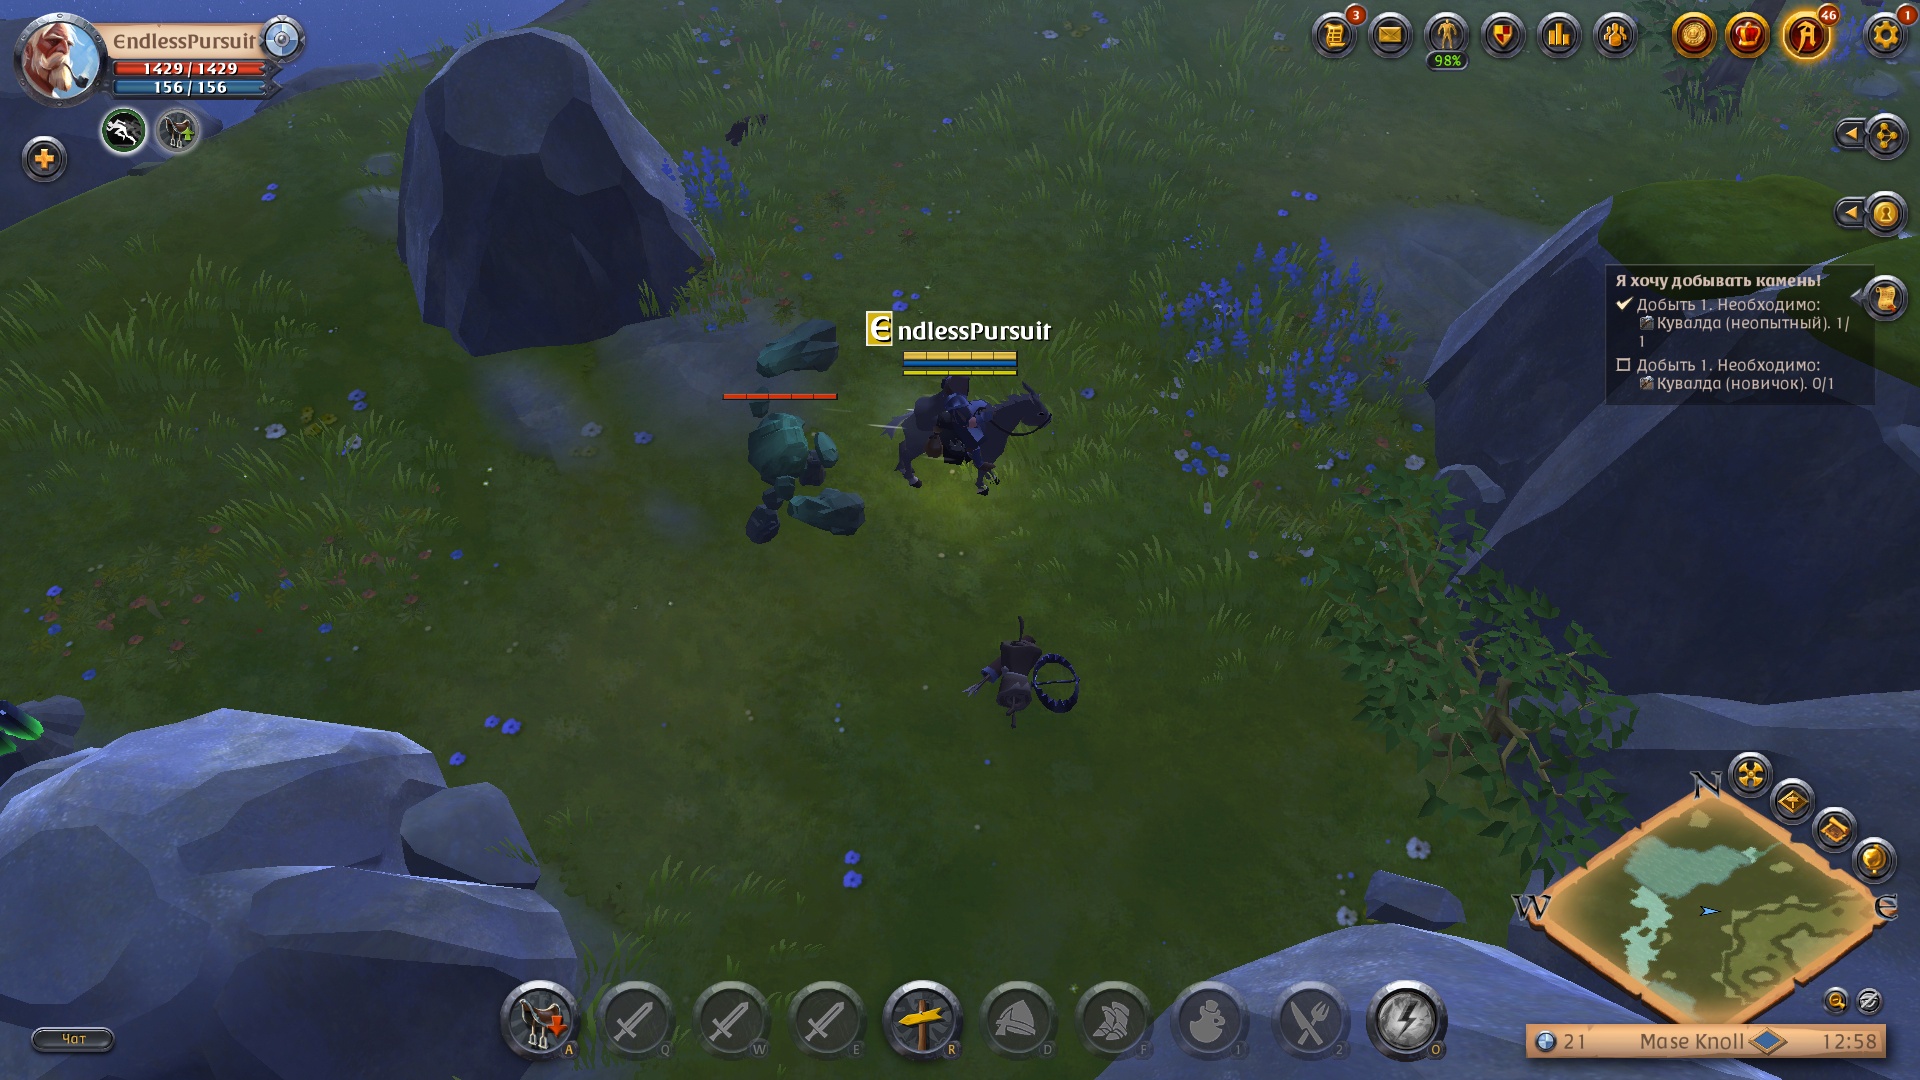 EndlessPursuit
1429 / 1429
156 / 156
3
98%
46
1
Я хочу добывать камень!
Добыть 1. Необходимо:
Кувалда (неопытный). 1/
1
Добыть 1. Необходимо:
Кувалда (новичок). 0/1
EndlessPursuit
N
W
E
Чат
A
Q
W
E
R
D
F
1
2
O
21
Mase Knoll
12:58